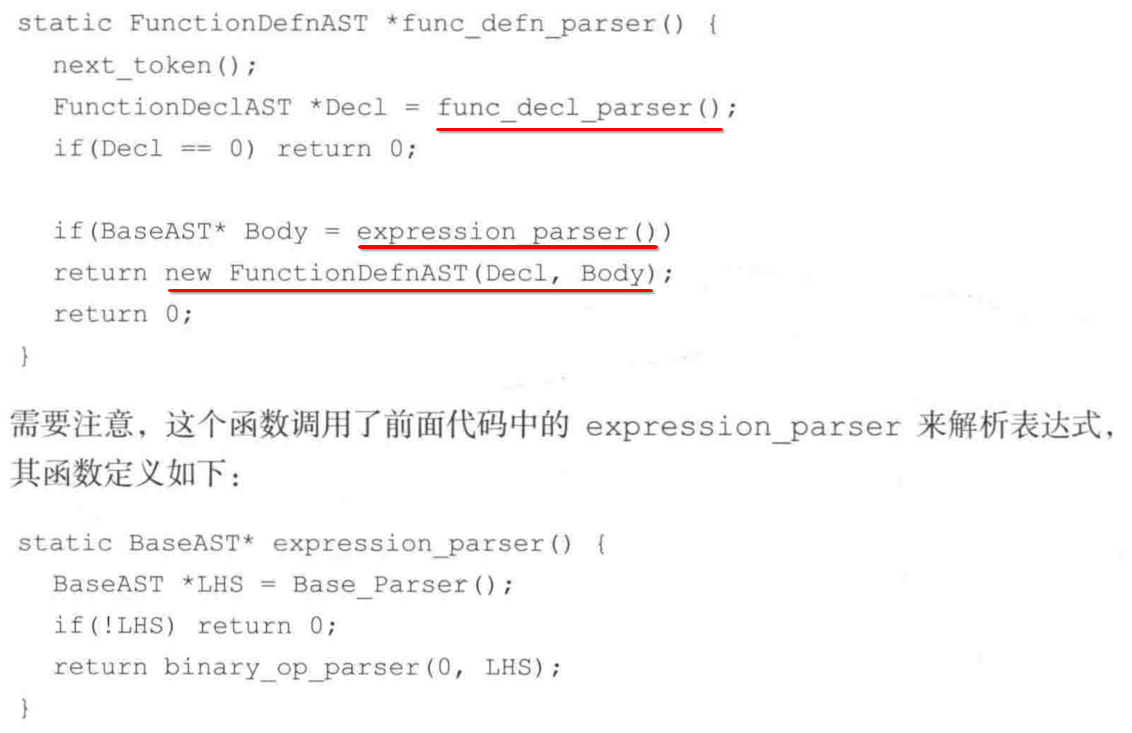 static FunctionDefnAST *func_defn_parser() {
next_token();
FunctionDeclAST *Decl = func_decl_parser();
if(Decl == 0) return 0;
if(BaseAST* Body = expression_parser())
return new FunctionDefnAST(Decl, Body);
return 0;
}
需要注意，这个函数调用了前面代码中的 expression_parser 来解析表达式，
其函数定义如下：
static BaseAST* expression_parser() {
BaseAST *LHS = Base_Parser();
if(!LHS) return 0;
return binary_op_parser(0, LHS);
}